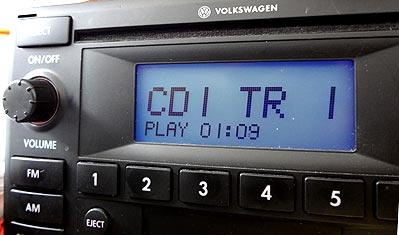 VOLKSWAGEN
EJECT
ON/OFF
CD1 TR 1
PLAY 01:09
VOLUME
FM
1 2 3 4 5
AM
EJECT